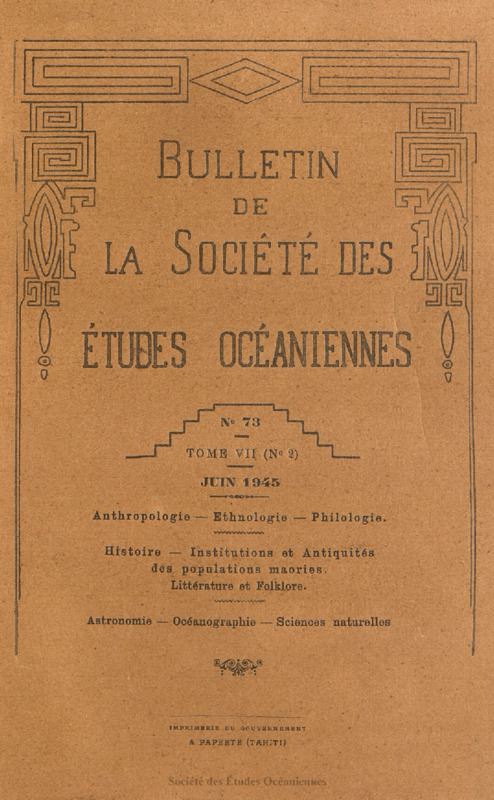 BULLETIN
DE
LA SOCIÉTÉ DES
ÉTUDES OCÉANIENNES
No 73
TOME VII (No 2)
JUIN 1945
Anthropologie — Ethnologie — Philologie.
Histoire — Institutions et Antiquités
des populations maories.
Littérature et Folklore.
Astronomie — Océanographie — Sciences naturelles
IMPRIMERIE DU GOUVERNEMENT
A PAPEETE (TAHITI)
Société des Études Océaniennes